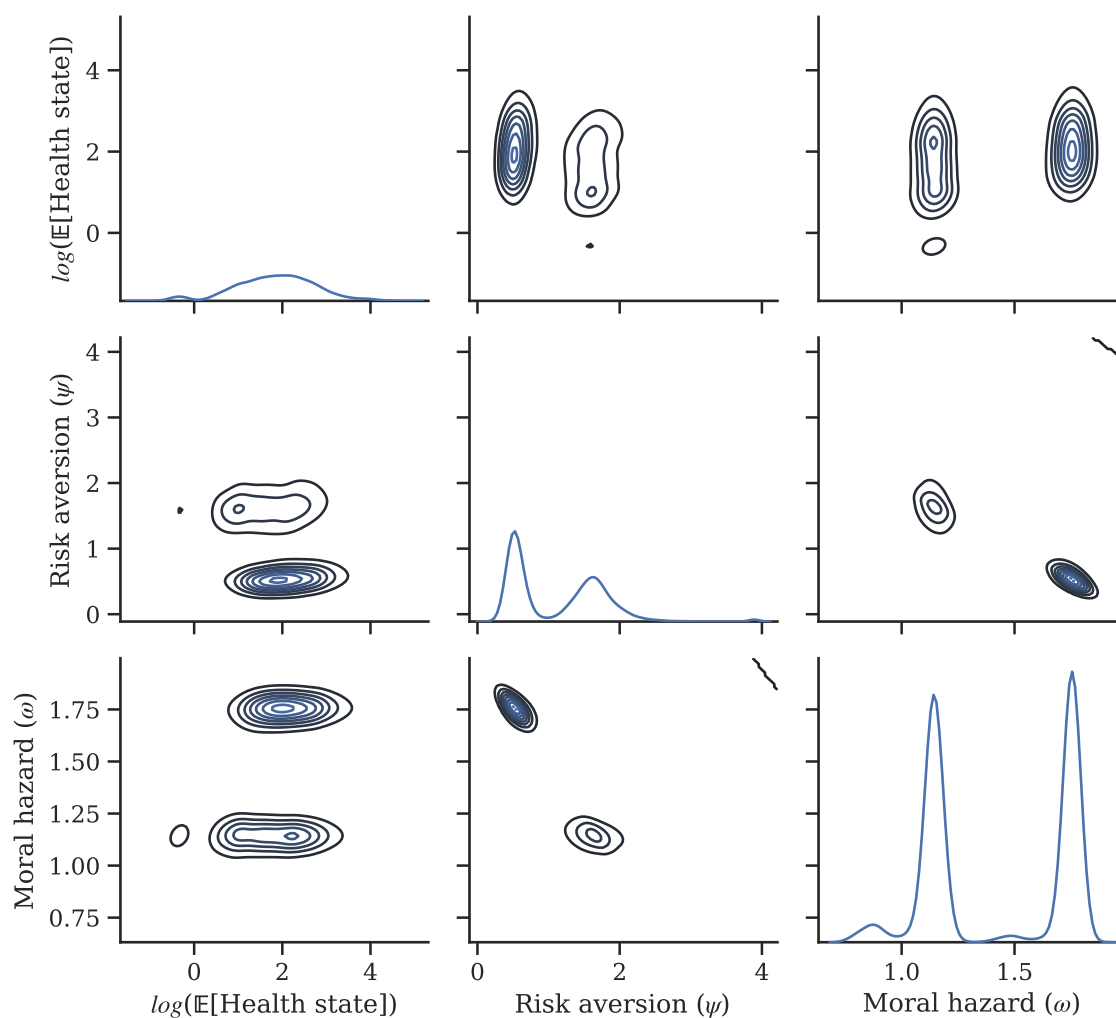 log(𝔼[Health state])
4
2
0
Risk aversion (ψ)
4
3
2
1
0
Moral hazard (ω)
1.75
1.50
1.25
1.00
0.75
0 2 4
0 2 4
1.0 1.5
log(𝔼[Health state])
Risk aversion (ψ)
Moral hazard (ω)